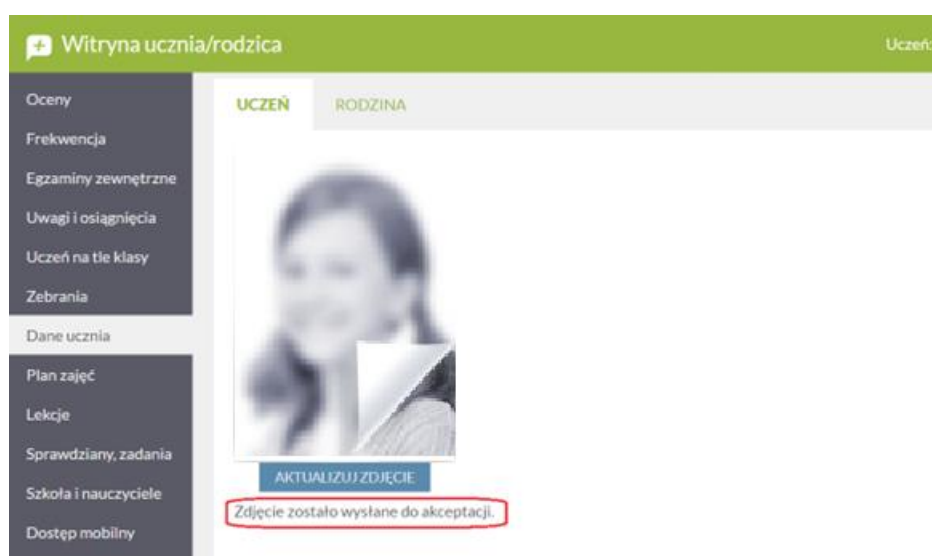 Witryna ucznia/rodzica
Uczeń:
Oceny
Frekwencja
Egzaminy zewnętrzne
Uwagi i osiągnięcia
Uczeń na tle klasy
Zebrania
Dane ucznia
Plan zajęć
Lekcje
Sprawdziany, zadania
Szkoła i nauczyciele
Dostęp mobilny
UCZEŃ RODZINA
AKTUALIZUJ ZDJĘCIE
Zdjęcie zostało wysłane do akceptacji.